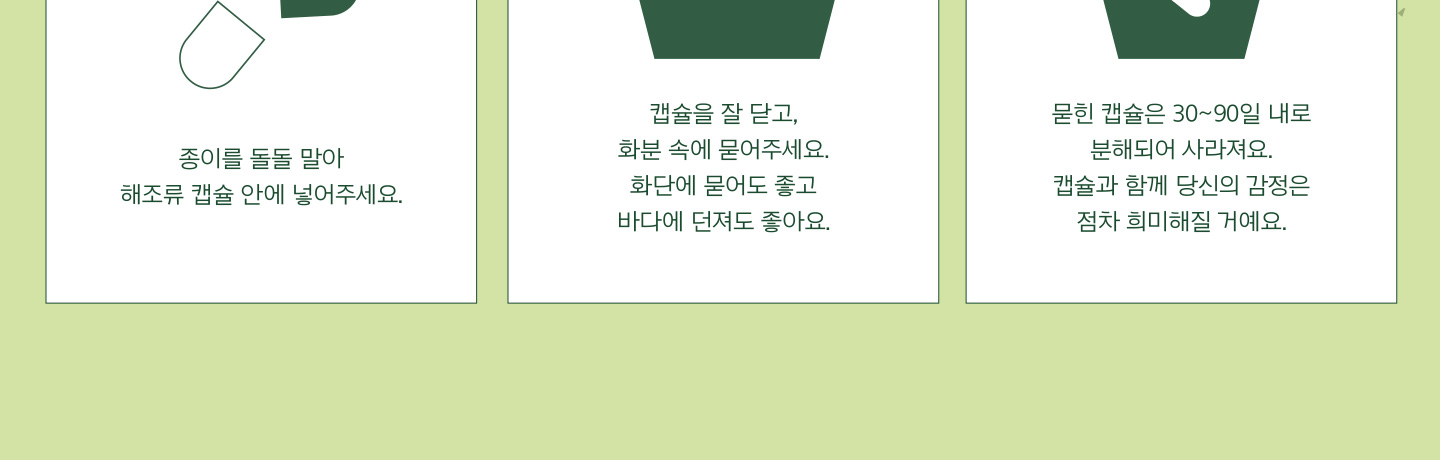 종이를 돌돌 말아
해조류 캡슐 안에 넣어주세요.
캡슐을 잘 닫고,
화분 속에 묻어주세요.
화단에 묻어도 좋고
바다에 던져도 좋아요.
묻힌 캡슐은 30~90일 내로
분해되어 사라져요.
캡슐과 함께 당신의 감정은
점차 희미해질 거예요.